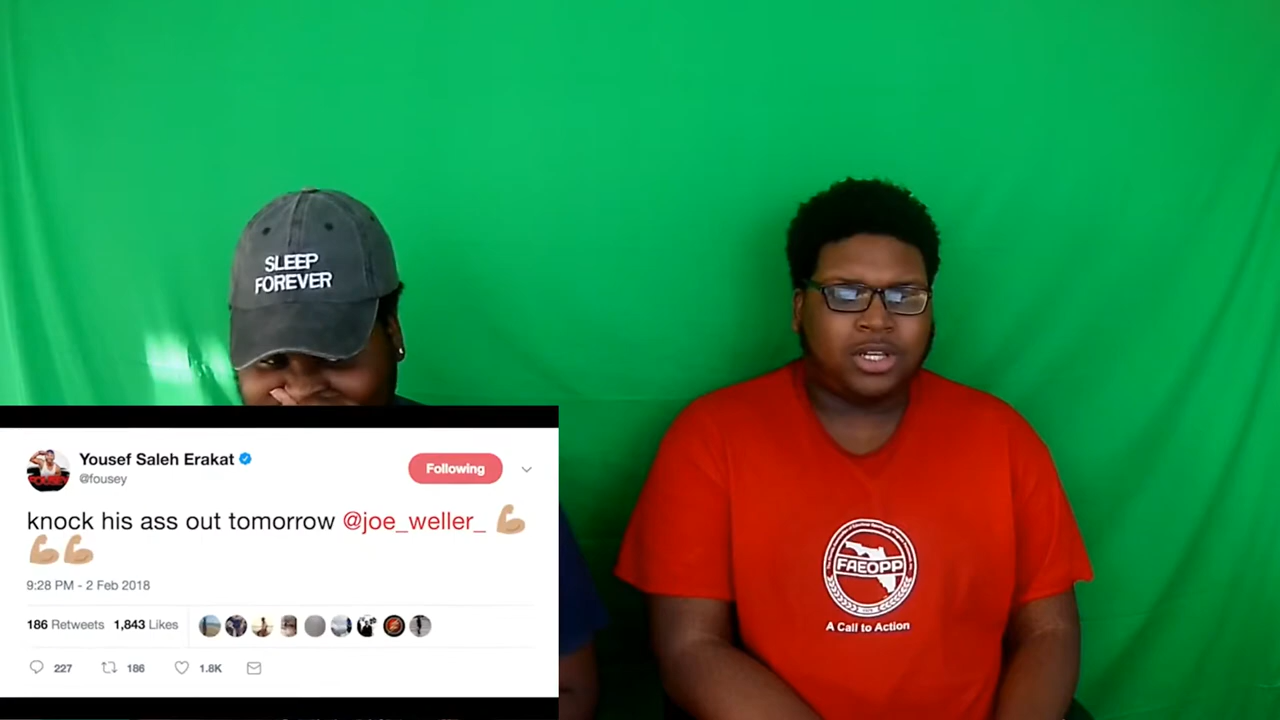 SLEEP
FOREVER
Yousef Saleh Erakat
@fousey
Following
knock his ass out tomorrow @joe_weller_ 💪🏼
💪🏼💪🏼
9:28 PM - 2 Feb 2018
186 Retweets 1,843 Likes
227 186 1.8K
FAEOPP
A Call to Action